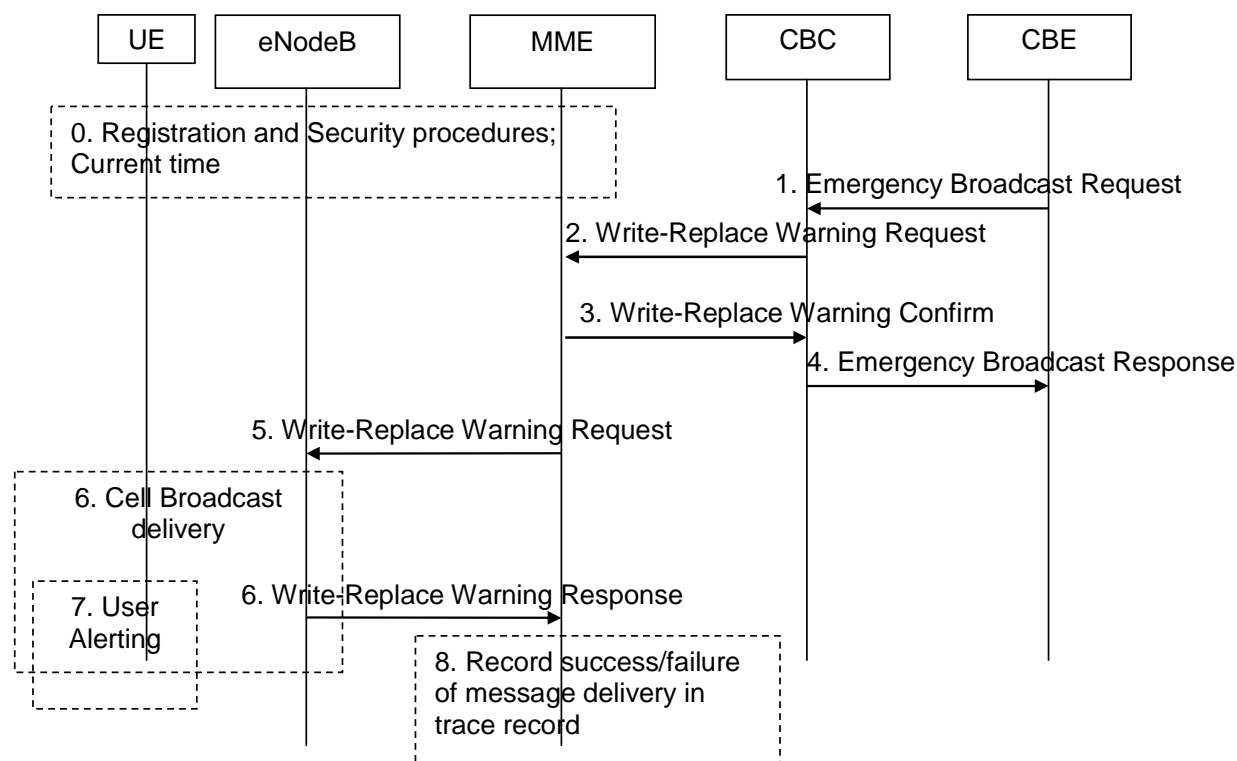 UE
eNodeB
MME
CBC
CBE
0. Registration and Security procedures;
Current time
1. Emergency Broadcast Request
2. Write-Replace Warning Request
3. Write-Replace Warning Confirm
4. Emergency Broadcast Response
5. Write-Replace Warning Request
6. Cell Broadcast
delivery
6. Write-Replace Warning Response
7. User
Alerting
8. Record success/failure
of message delivery in
trace record